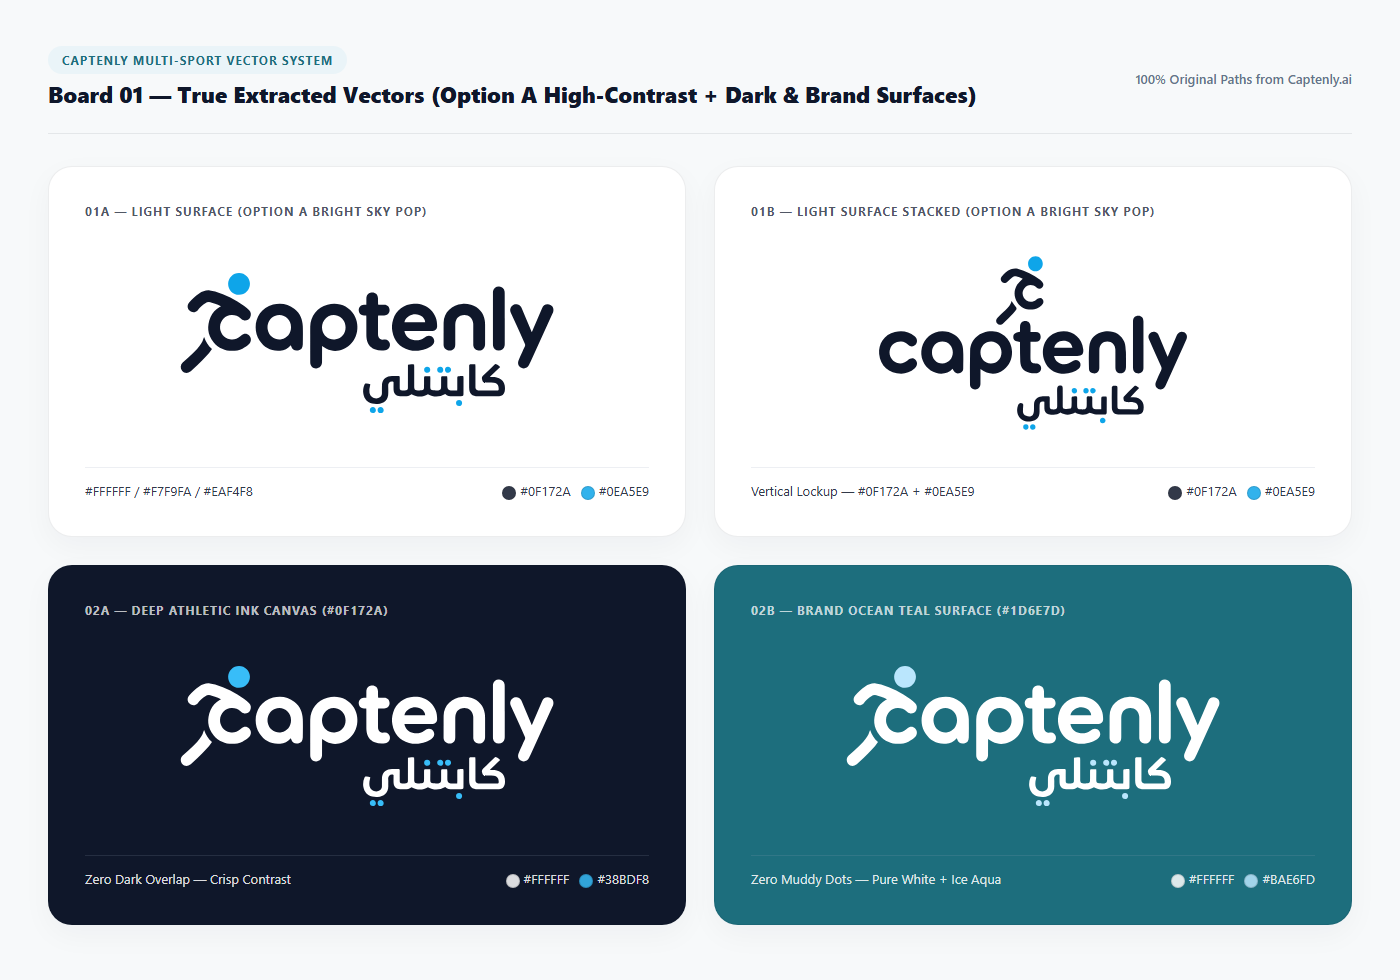 CAPTENLY MULTI-SPORT VECTOR SYSTEM
Board 01 — True Extracted Vectors (Option A High-Contrast + Dark & Brand Surfaces)
100% Original Paths from Captenly.ai
01A — LIGHT SURFACE (OPTION A BRIGHT SKY POP)
captenly
كابتنلي
#FFFFFF / #F7F9FA / #EAF4F8
#0F172A #0EA5E9
01B — LIGHT SURFACE STACKED (OPTION A BRIGHT SKY POP)
captenly
كابتنلي
Vertical Lockup — #0F172A + #0EA5E9
#0F172A #0EA5E9
02A — DEEP ATHLETIC INK CANVAS (#0F172A)
captenly
كابتنلي
Zero Dark Overlap — Crisp Contrast
#FFFFFF #38BDF8
02B — BRAND OCEAN TEAL SURFACE (#1D6E7D)
captenly
كابتنلي
Zero Muddy Dots — Pure White + Ice Aqua
#FFFFFF #BAE6FD